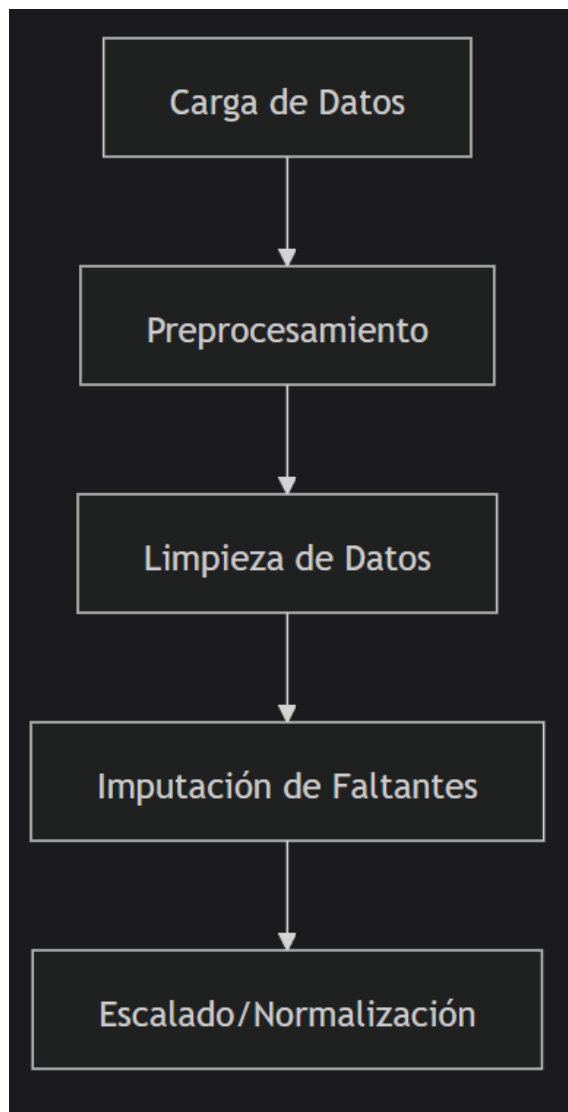 Carga de Datos
Preprocesamiento
Limpieza de Datos
Imputación de Faltantes
Escalado/Normalización